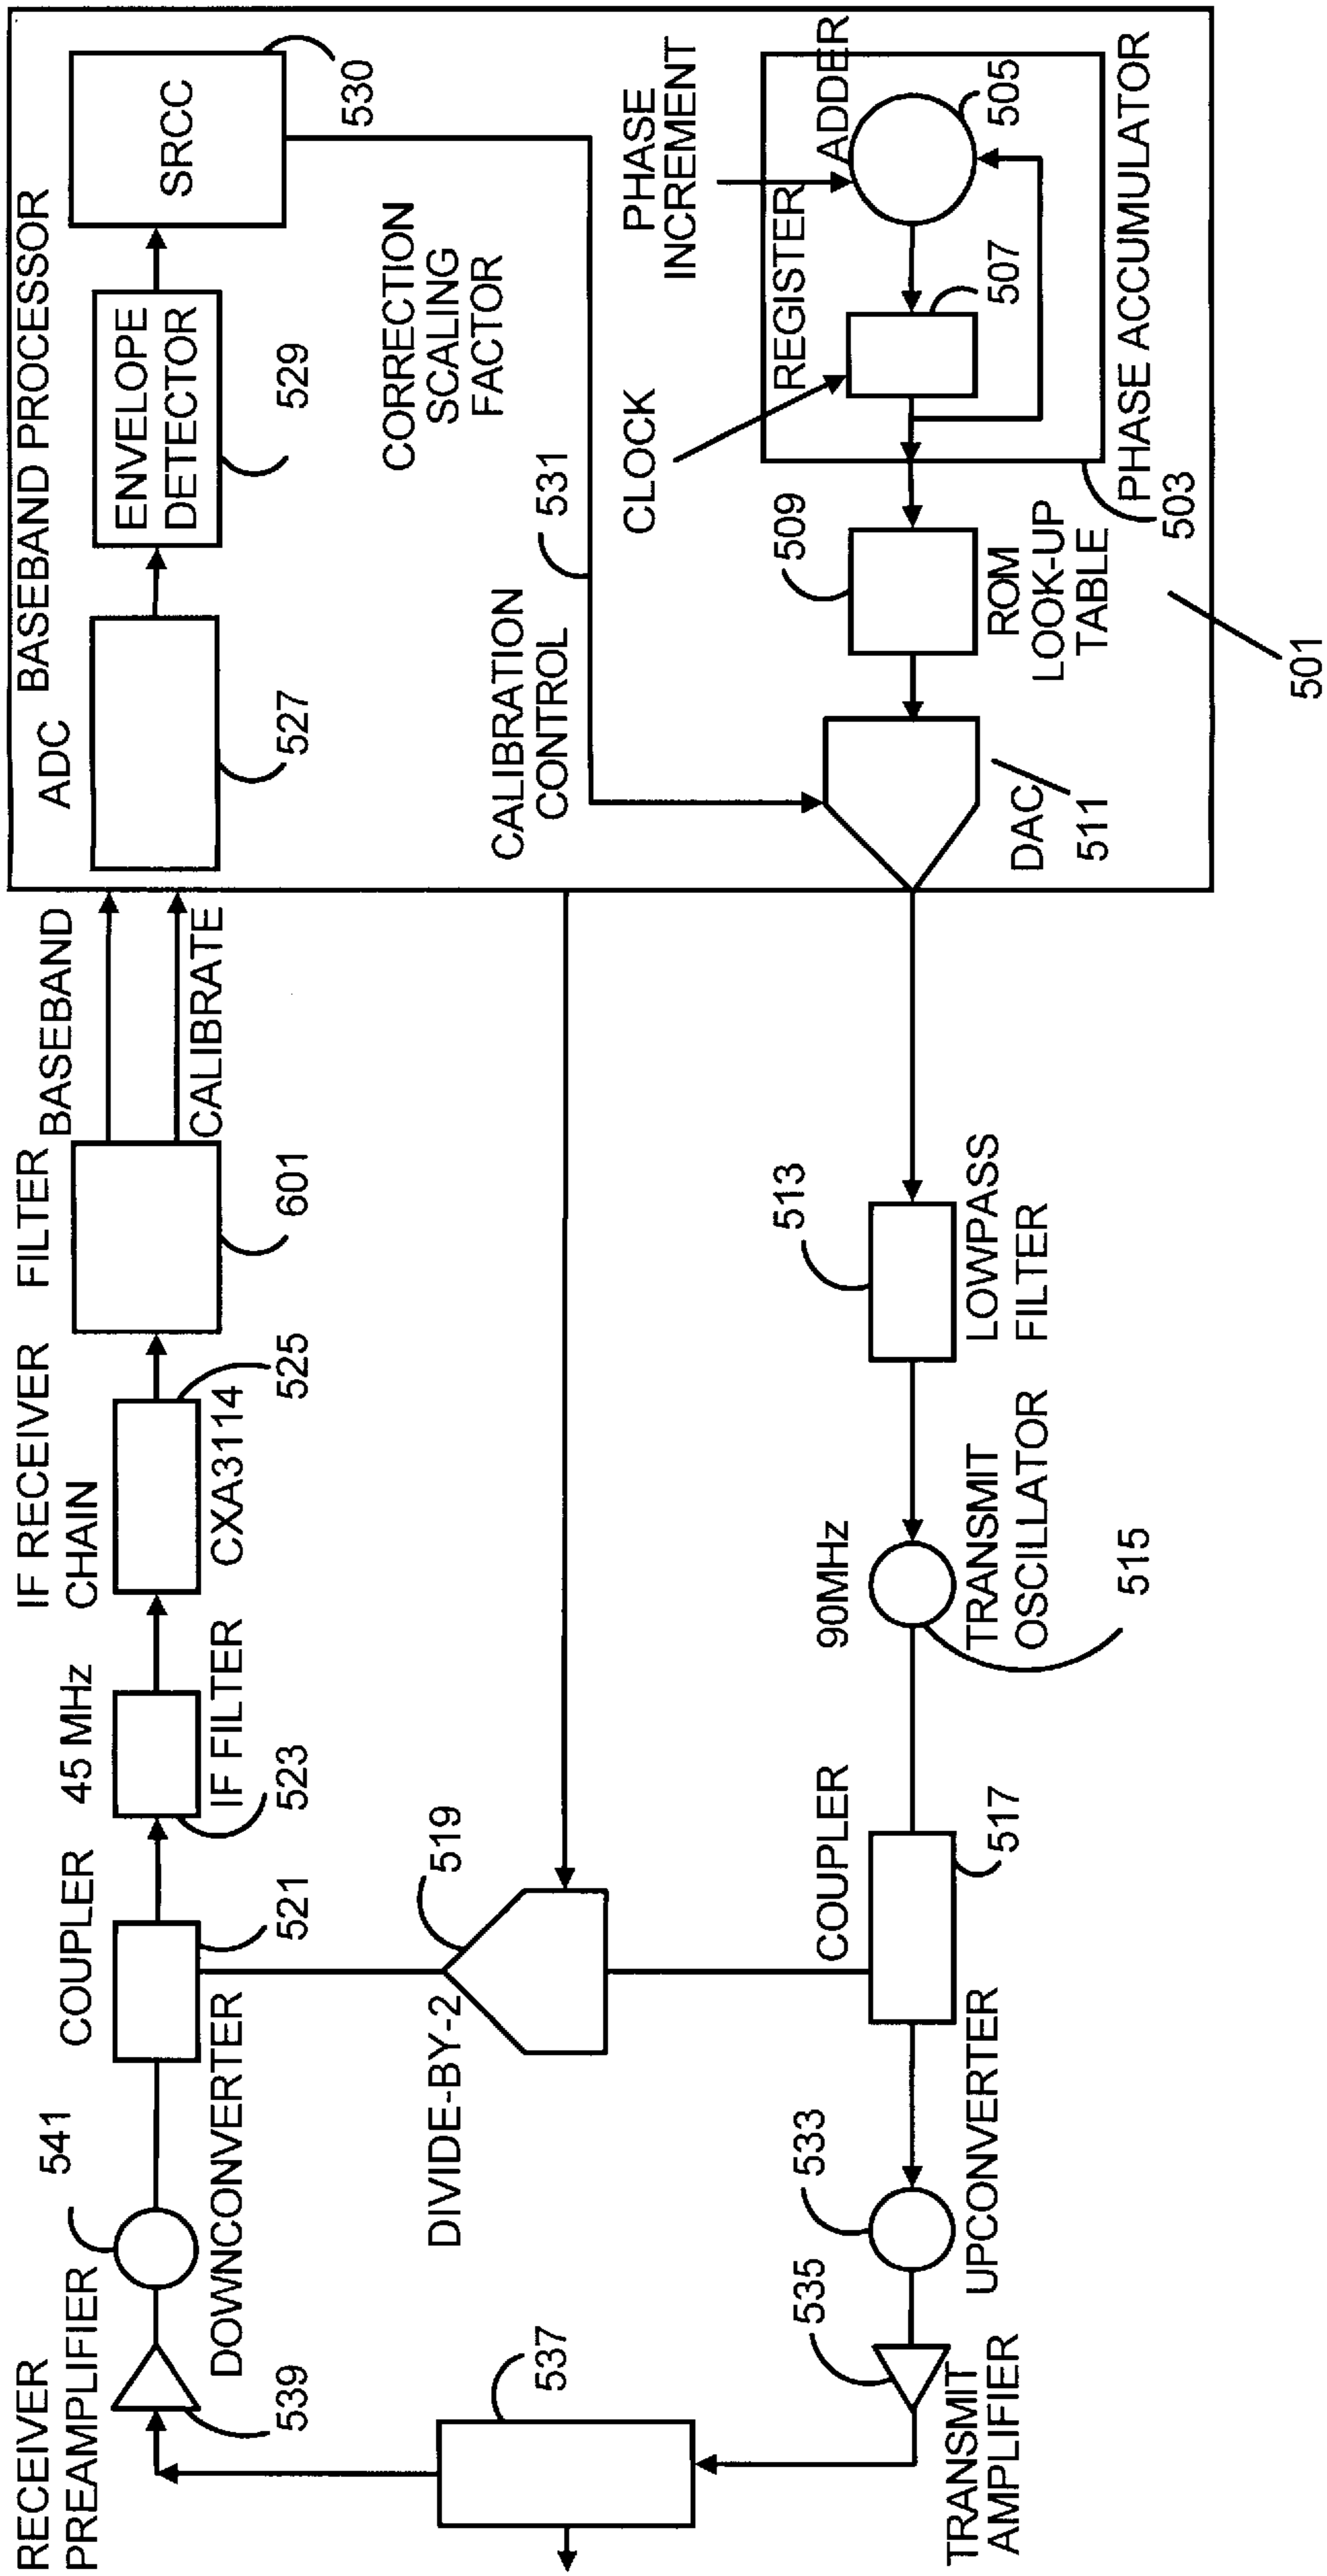 RECEIVER
PREAMPLIFIER
541
539
DOWNCONVERTER
COUPLER
521
45 MHz
IF FILTER
523
IF RECEIVER
CHAIN
CXA3114
525
FILTER
601
BASEBAND
CALIBRATE
BASEBAND PROCESSOR
ADC
527
ENVELOPE
DETECTOR
529
SRCC
530
CORRECTION
SCALING
FACTOR
531
CALIBRATION
CONTROL
DIVIDE-BY-2
519
537
TRANSMIT
AMPLIFIER
535
533
UPCONVERTER
COUPLER
517
90MHz
TRANSMIT
OSCILLATOR
515
513
LOWPASS
FILTER
DAC
511
509
ROM
LOOK-UP
TABLE
CLOCK
REGISTER
507
PHASE
INCREMENT
ADDER
505
PHASE ACCUMULATOR
503
501